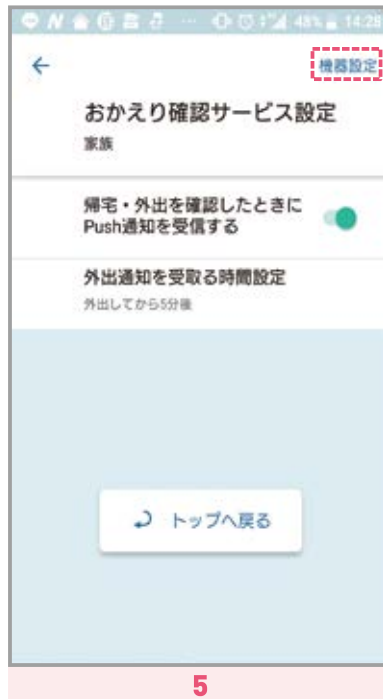 48% 14:28
機器設定
おかえり確認サービス設定
家族
帰宅・外出を確認したときに
Push通知を受信する
外出通知を受取る時間設定
外出してから5分後
トップへ戻る
5